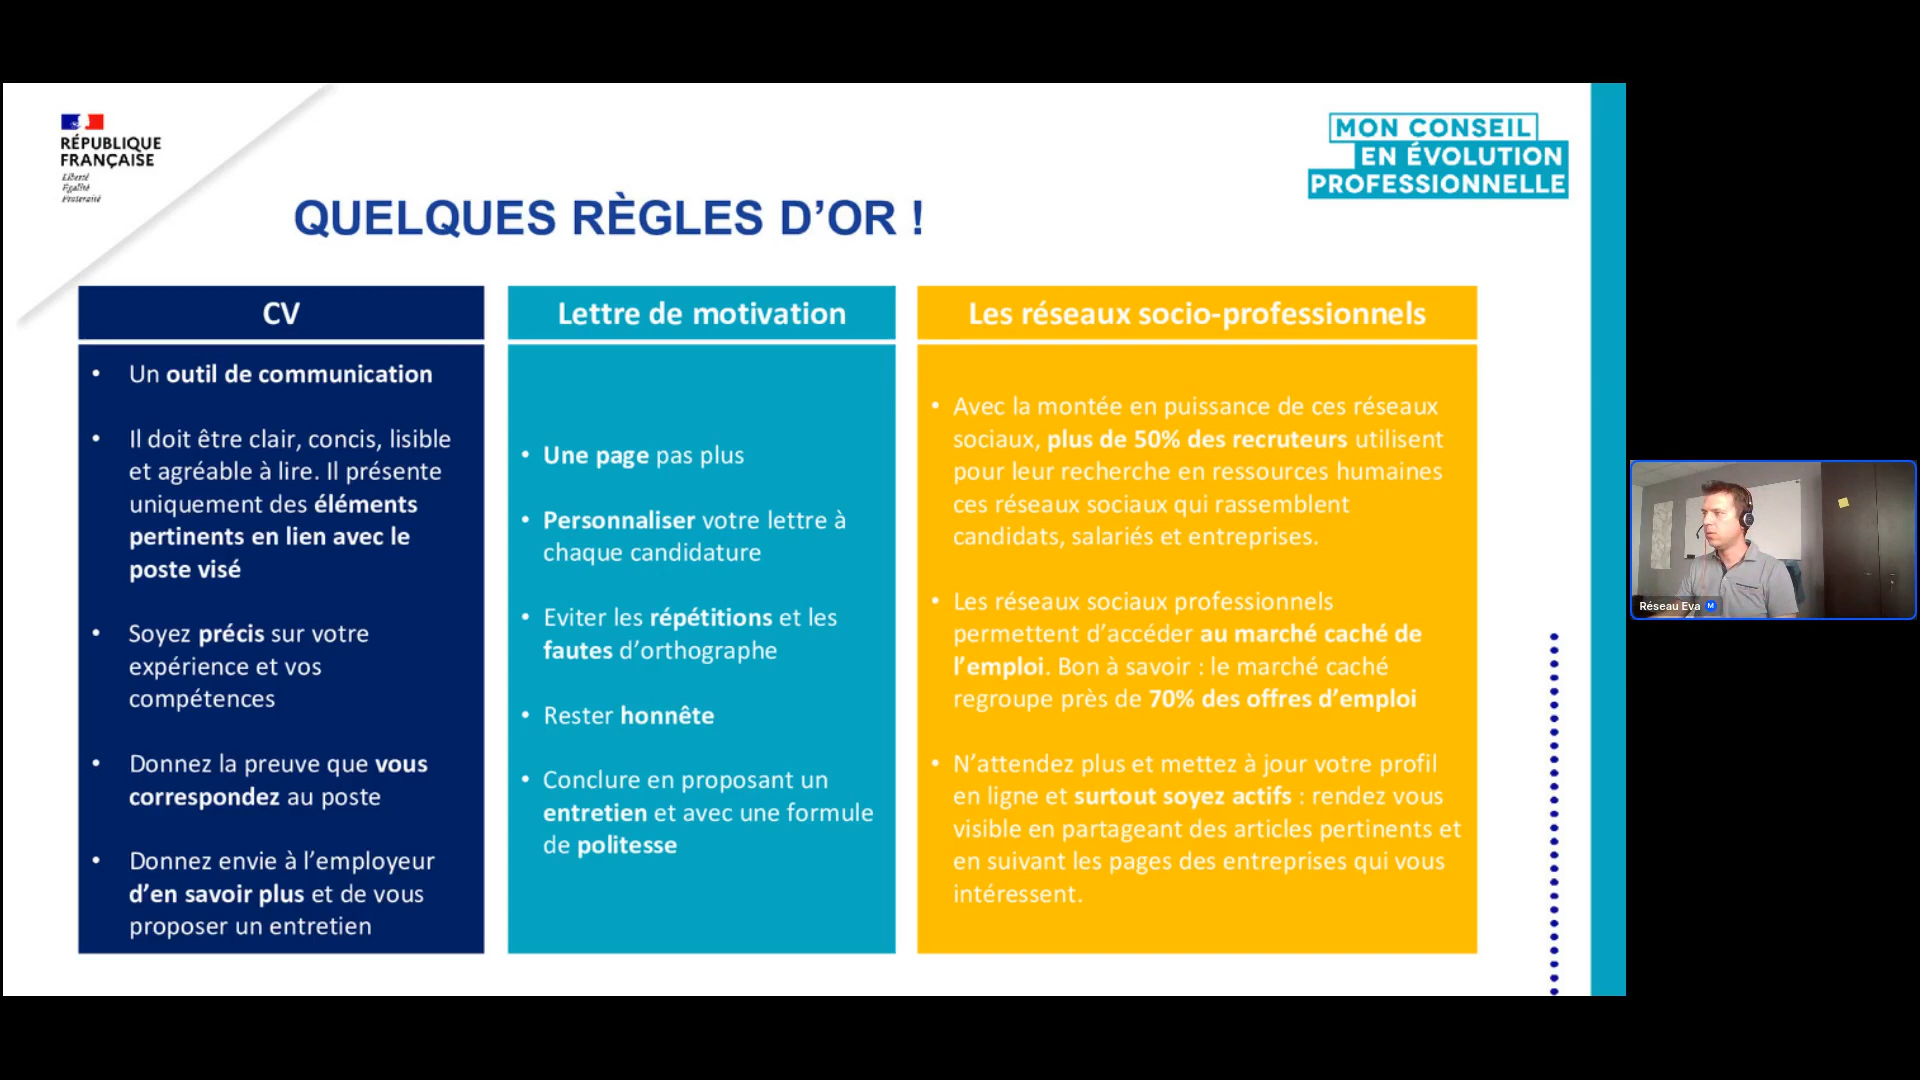 RÉPUBLIQUE
FRANÇAISE
Liberté
Égalité
Fraternité
MON CONSEIL
EN ÉVOLUTION
PROFESSIONNELLE
QUELQUES RÈGLES D’OR !
CV
• Un outil de communication
• Il doit être clair, concis, lisible
et agréable à lire. Il présente
uniquement des éléments
pertinents en lien avec le
poste visé
• Soyez précis sur votre
expérience et vos
compétences
• Donnez la preuve que vous
correspondez au poste
• Donnez envie à l’employeur
d’en savoir plus et de vous
proposer un entretien
Lettre de motivation
• Une page pas plus
• Personnaliser votre lettre à
chaque candidature
• Eviter les répétitions et les
fautes d’orthographe
• Rester honnête
• Conclure en proposant un
entretien et avec une formule
de politesse
Les réseaux socio-professionnels
• Avec la montée en puissance de ces réseaux
sociaux, plus de 50% des recruteurs utilisent
pour leur recherche en ressources humaines
ces réseaux sociaux qui rassemblent
candidats, salariés et entreprises.
• Les réseaux sociaux professionnels
permettent d’accéder au marché caché de
l’emploi. Bon à savoir : le marché caché
regroupe près de 70% des offres d’emploi
• N’attendez plus et mettez à jour votre profil
en ligne et surtout soyez actifs : rendez vous
visible en partageant des articles pertinents et
en suivant les pages des entreprises qui vous
intéressent.
Réseau Eva M